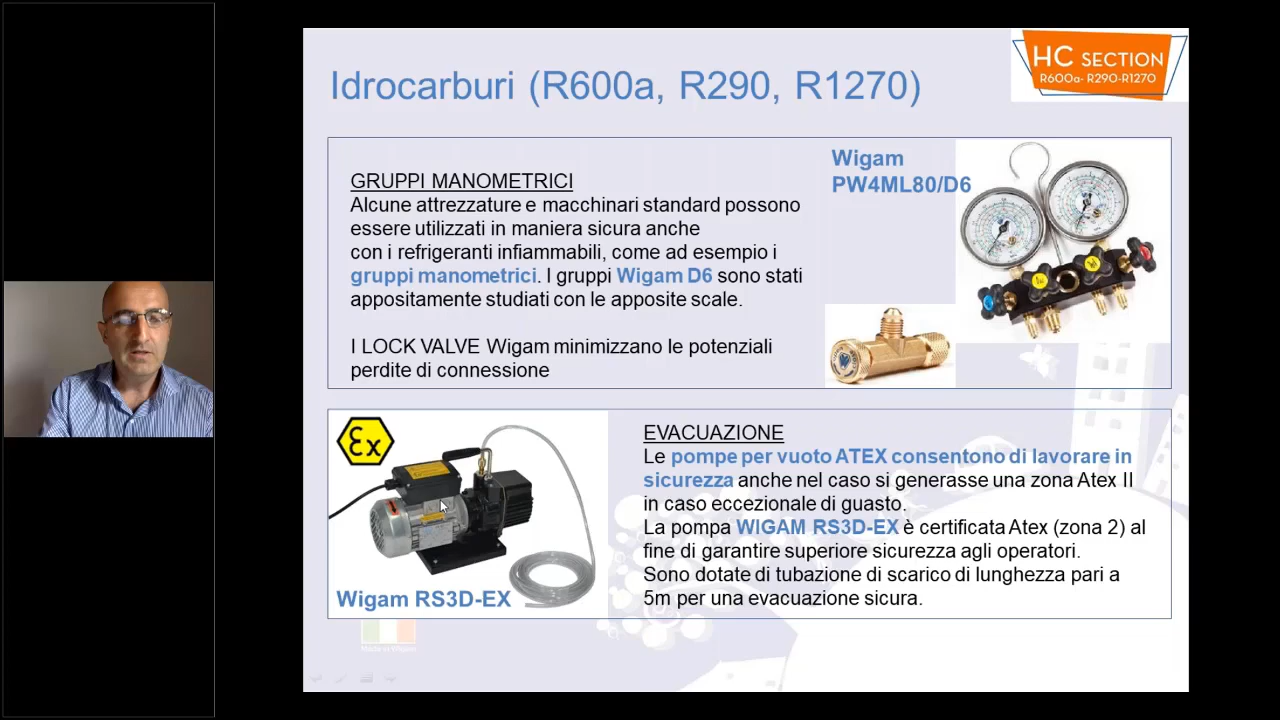 Idrocarburi (R600a, R290, R1270)
HC SECTION
R600a- R290-R1270
GRUPPI MANOMETRICI
Alcune attrezzature e macchinari standard possono
essere utilizzati in maniera sicura anche
con i refrigeranti infiammabili, come ad esempio i
gruppi manometrici. I gruppi Wigam D6 sono stati
appositamente studiati con le apposite scale.
I LOCK VALVE Wigam minimizzano le potenziali
perdite di connessione
Wigam
PW4ML80/D6
Ex
Wigam RS3D-EX
EVACUAZIONE
Le pompe per vuoto ATEX consentono di lavorare in
sicurezza anche nel caso si generasse una zona Atex II
in caso eccezionale di guasto.
La pompa WIGAM RS3D-EX è certificata Atex (zona 2) al
fine di garantire superiore sicurezza agli operatori.
Sono dotate di tubazione di scarico di lunghezza pari a
5m per una evacuazione sicura.